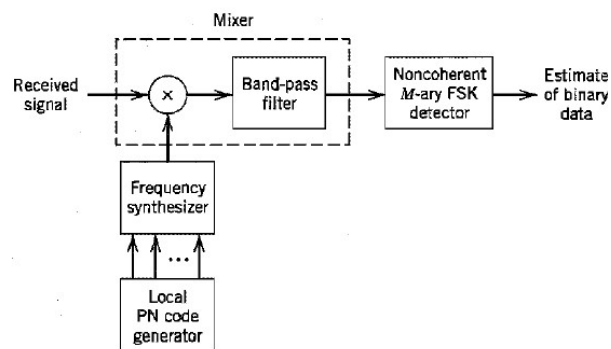 Mixer
Received
signal
×
Band-pass
filter
Noncoherent
M-ary FSK
detector
Estimate
of binary
data
Frequency
synthesizer
...
Local
PN code
generator